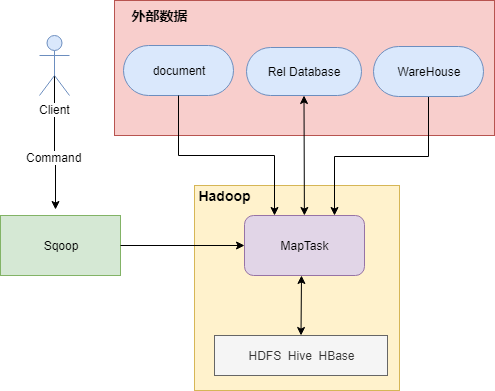 外部数据
document
Rel Database
WareHouse
Client
Command
Hadoop
Sqoop
MapTask
HDFS Hive HBase